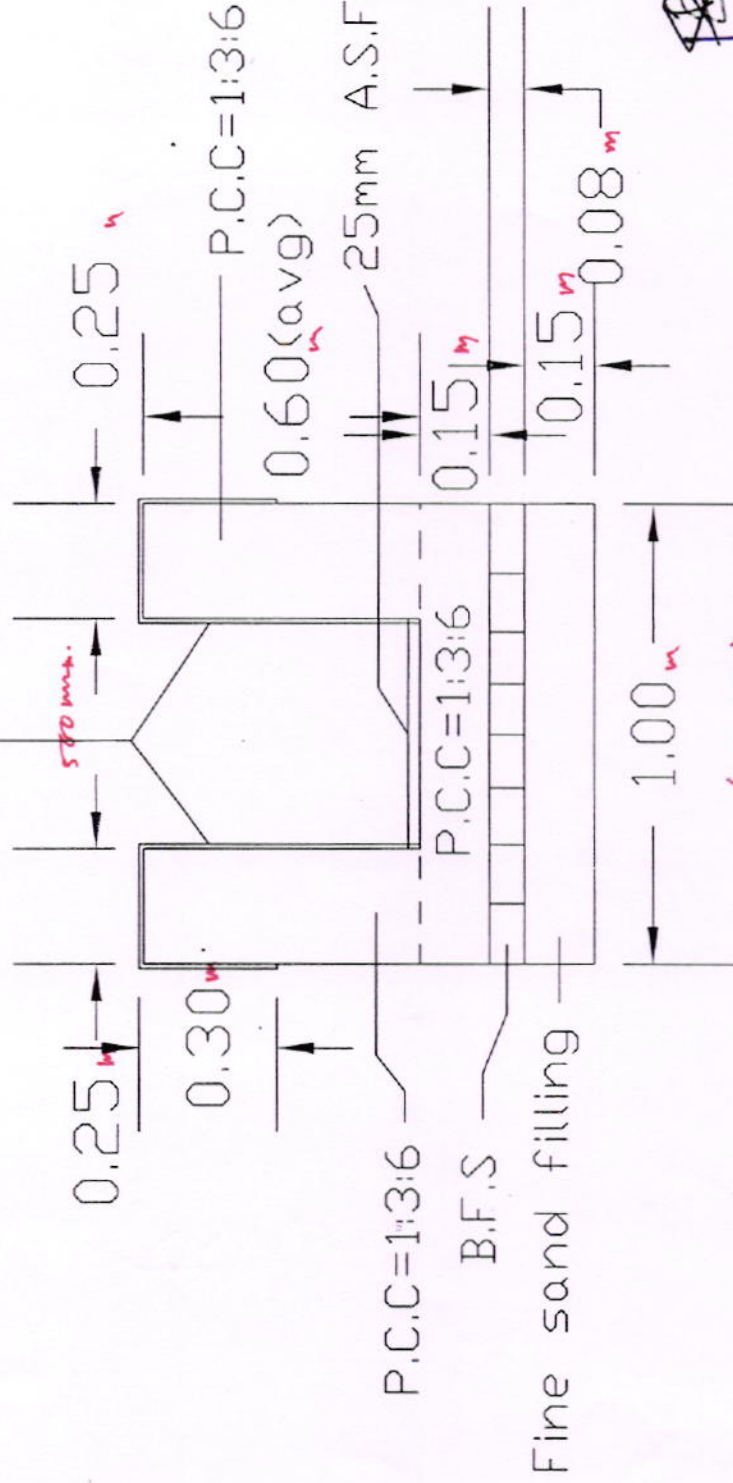 500 mm.
0.25 m
0.25 m
P.C.C=1:3:6
0.30 m
0.60(avg) m
25mm A.S.F
P.C.C=1:3:6
P.C.C=1:3:6
0.15 m
B.F.S
0.08 m
0.15 m
Fine sand filling
1.00 m